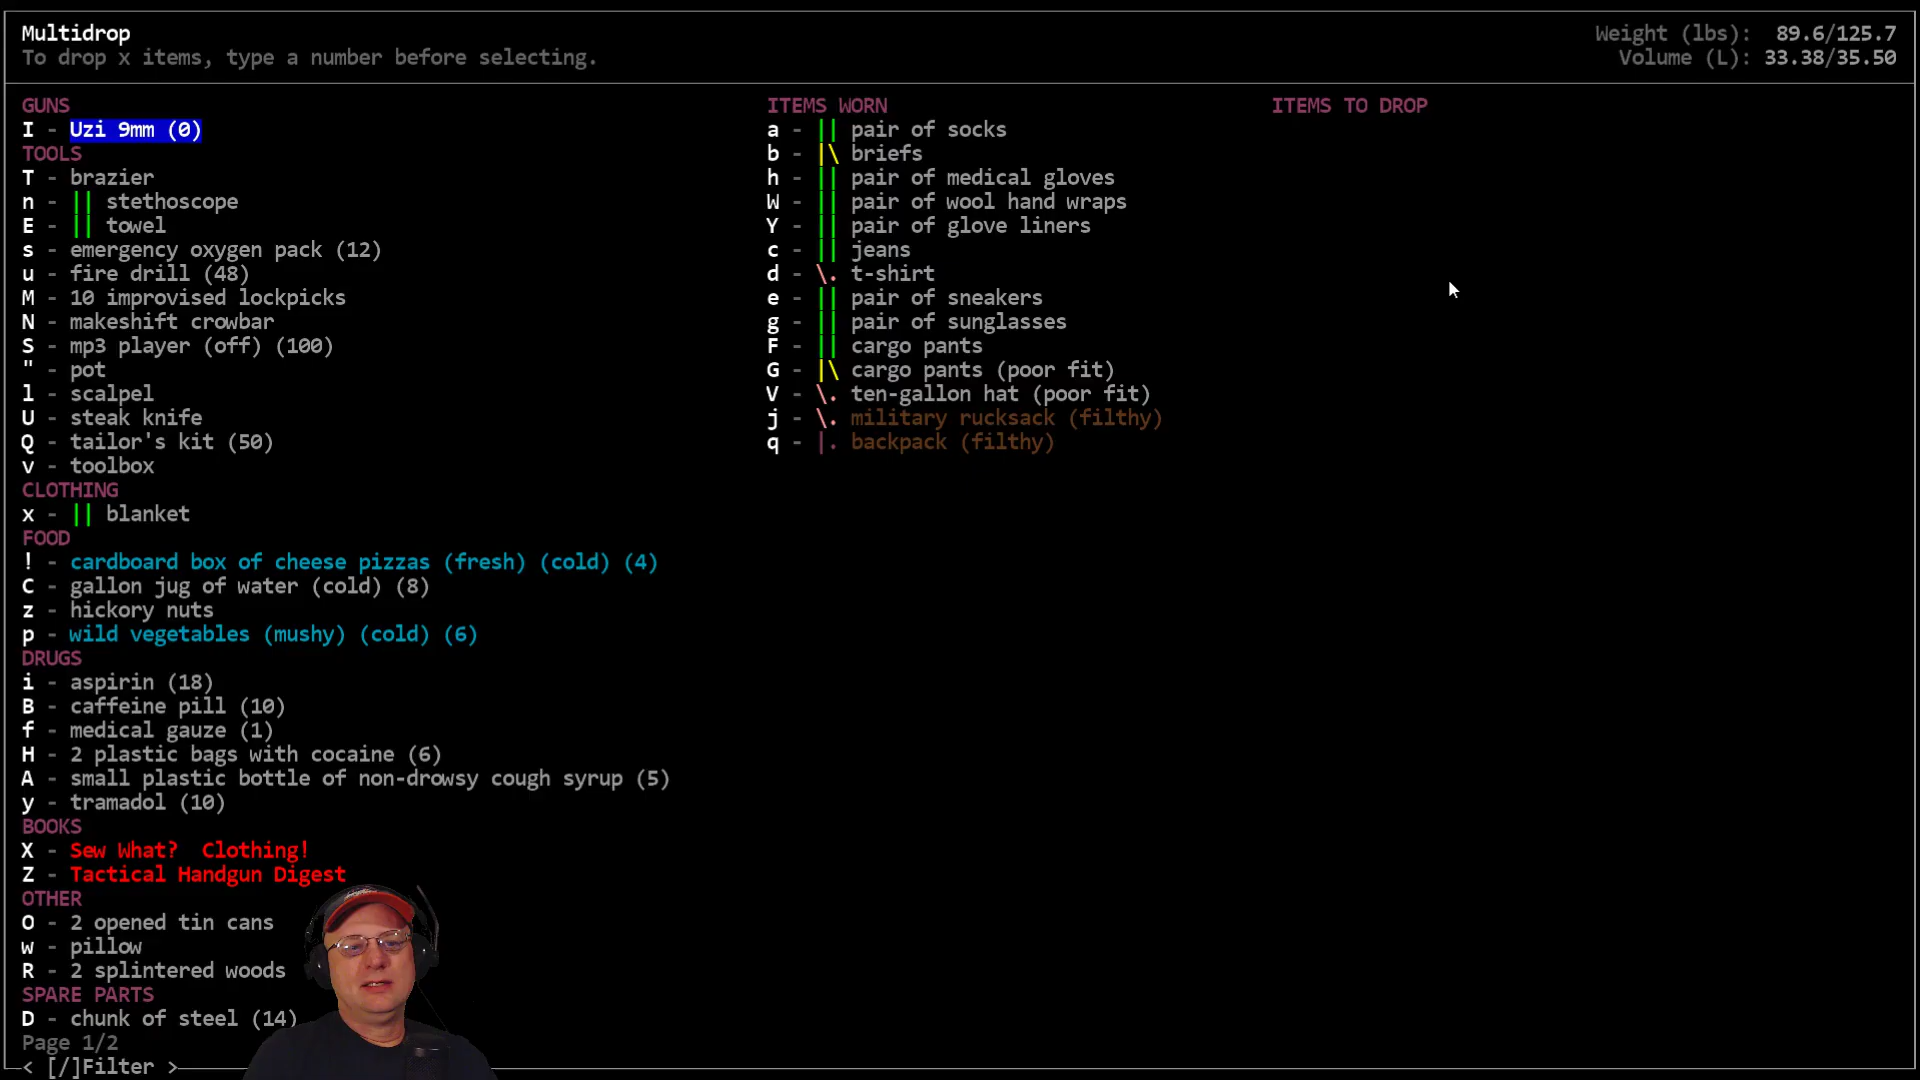 Multidrop
To drop x items, type a number before selecting.
Weight (lbs): 89.6/125.7
Volume (L): 33.38/35.50
GUNS
I - Uzi 9mm (0)
TOOLS
T - brazier
n - || stethoscope
E - || towel
s - emergency oxygen pack (12)
u - fire drill (48)
M - 10 improvised lockpicks
N - makeshift crowbar
S - mp3 player (off) (100)
" - pot
l - scalpel
U - steak knife
Q - tailor's kit (50)
v - toolbox
CLOTHING
x - || blanket
FOOD
! - cardboard box of cheese pizzas (fresh) (cold) (4)
C - gallon jug of water (cold) (8)
z - hickory nuts
p - wild vegetables (mushy) (cold) (6)
DRUGS
i - aspirin (18)
B - caffeine pill (10)
f - medical gauze (1)
H - 2 plastic bags with cocaine (6)
A - small plastic bottle of non-drowsy cough syrup (5)
y - tramadol (10)
BOOKS
X - Sew What?  Clothing!
Z - Tactical Handgun Digest
OTHER
O - 2 opened tin cans
w - pillow
R - 2 splintered woods
SPARE PARTS
D - chunk of steel (14)
Page 1/2
< [/]Filter >
ITEMS WORN
a - || pair of socks
b - |\ briefs
h - || pair of medical gloves
W - || pair of wool hand wraps
Y - || pair of glove liners
c - || jeans
d - \. t-shirt
e - || pair of sneakers
g - || pair of sunglasses
F - || cargo pants
G - |\ cargo pants (poor fit)
V - \. ten-gallon hat (poor fit)
j - \. military rucksack (filthy)
q - |. backpack (filthy)
ITEMS TO DROP